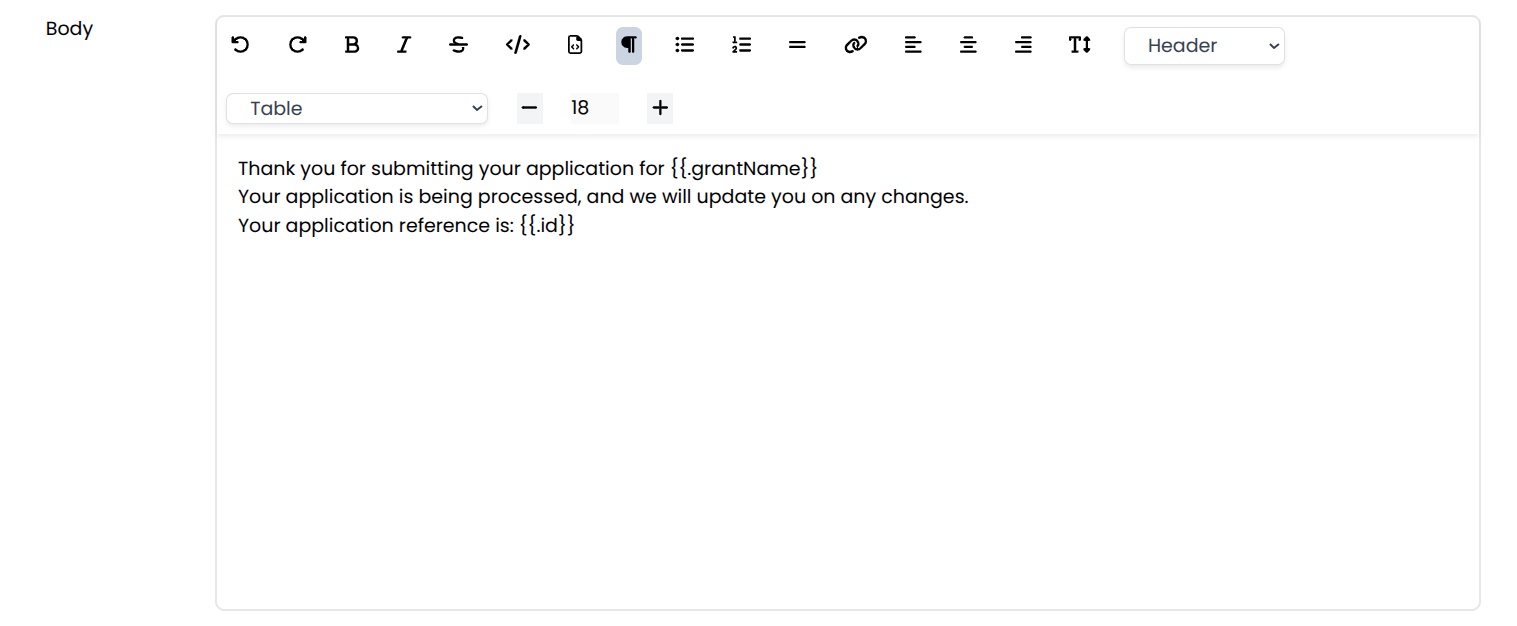 Body
Header
Table
18
Thank you for submitting your application for {{.grantName}}
Your application is being processed, and we will update you on any changes.
Your application reference is: {{.id}}